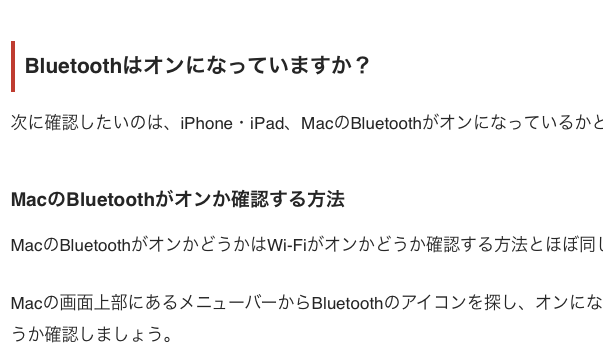 Bluetoothはオンになっていますか？
次に確認したいのは、iPhone・iPad、MacのBluetoothがオンになっているかと
MacのBluetoothがオンか確認する方法
MacのBluetoothがオンかどうかはWi-Fiがオンかどうか確認する方法とほぼ同じ
Macの画面上部にあるメニューバーからBluetoothのアイコンを探し、オンにな
うか確認しましょう。